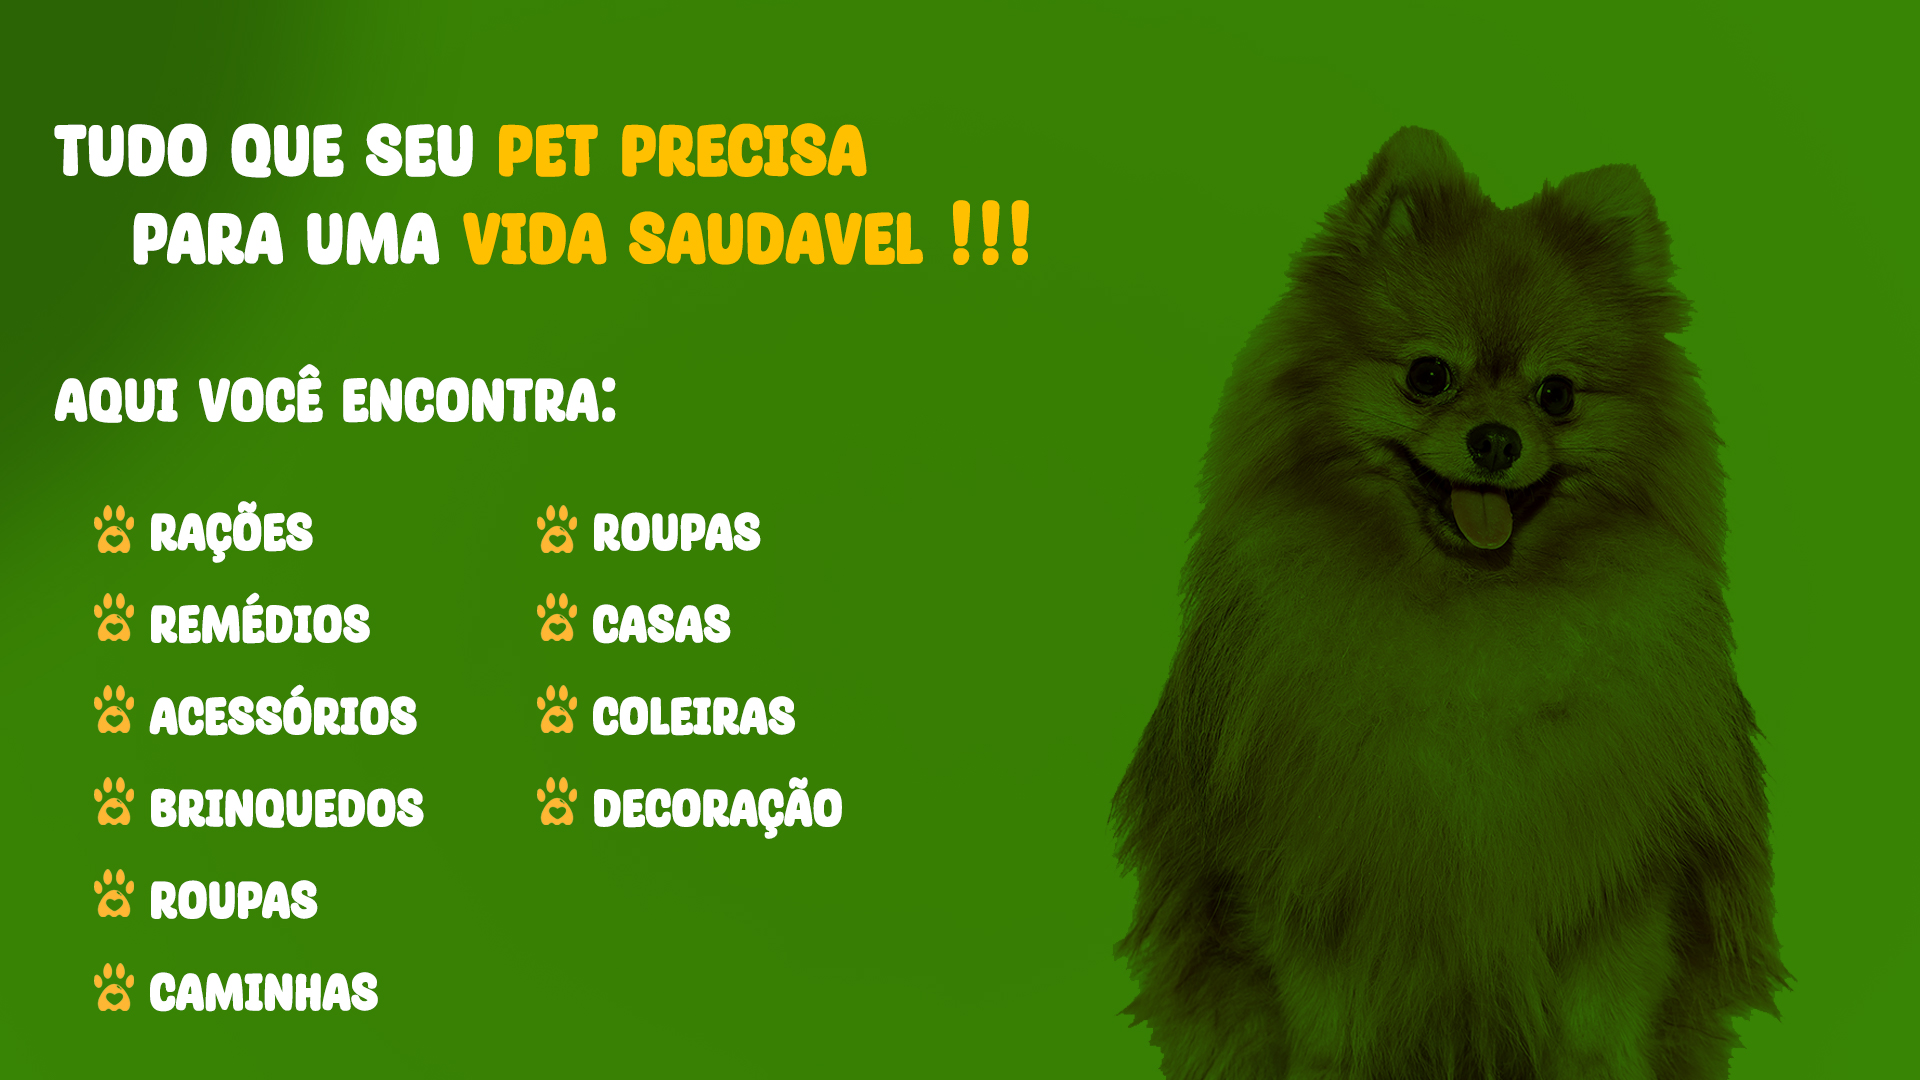 TUDO QUE SEU PET PRECISA
PARA UMA VIDA SAUDAVEL !!!
AQUI VOCÊ ENCONTRA:
RAÇÕES
REMÉDIOS
ACESSÓRIOS
BRINQUEDOS
ROUPAS
CAMINHAS
ROUPAS
CASAS
COLEIRAS
DECORAÇÃO